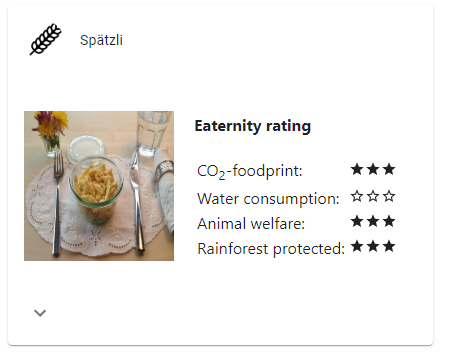 Spätzli
Eaternity rating
CO₂-foodprint: ★★★
Water consumption: ☆☆☆
Animal welfare: ★★★
Rainforest protected: ★★★